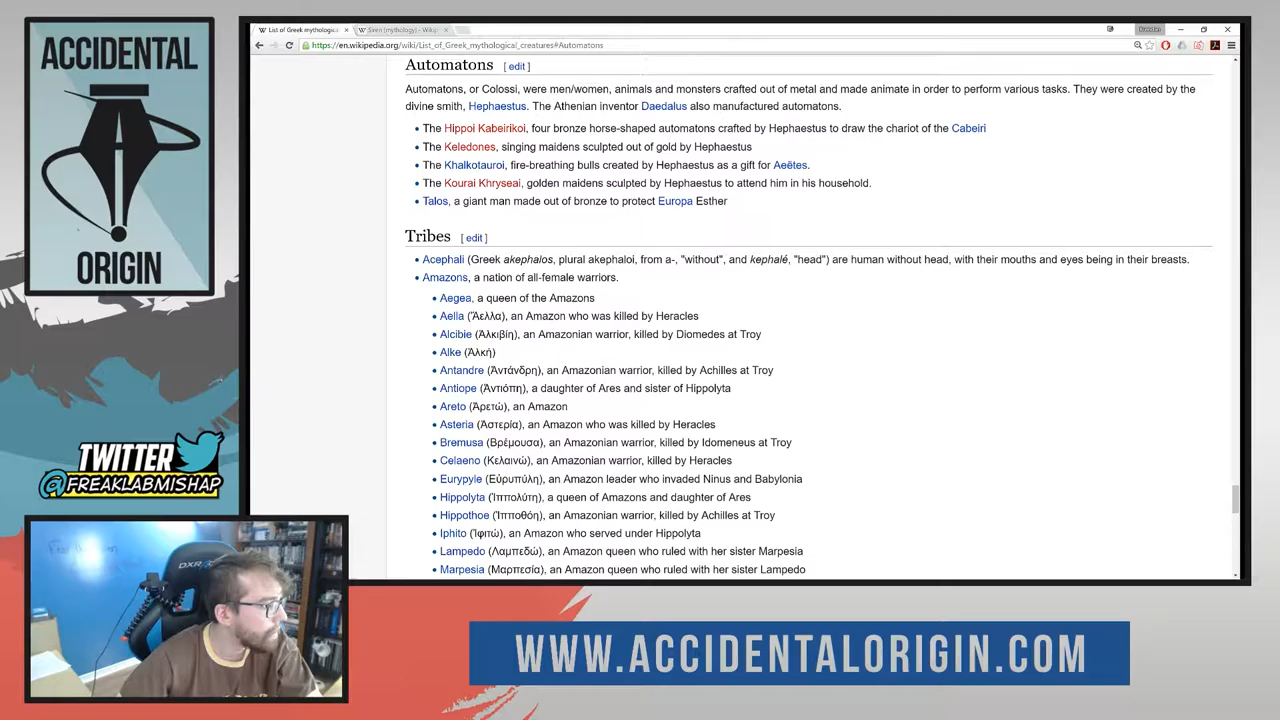 ACCIDENTAL
ORIGIN
TWITTER
@FREAKLABMISHAP
DXR
List of Greek mythological
Siren (mythology) - Wikip
https://en.wikipedia.org/wiki/List_of_Greek_mythological_creatures#Automatons
Automatons [ edit ]
Automatons, or Colossi, were men/women, animals and monsters crafted out of metal and made animate in order to perform various tasks. They were created by the
divine smith, Hephaestus. The Athenian inventor Daedalus also manufactured automatons.
• The Hippoi Kabeirikoi, four bronze horse-shaped automatons crafted by Hephaestus to draw the chariot of the Cabeiri
• The Keledones, singing maidens sculpted out of gold by Hephaestus
• The Khalkotauroi, fire-breathing bulls created by Hephaestus as a gift for Aeëtes.
• The Kourai Khryseai, golden maidens sculpted by Hephaestus to attend him in his household.
• Talos, a giant man made out of bronze to protect Europa Esther
Tribes [ edit ]
• Acephali (Greek akephalos, plural akephaloi, from a-, "without", and kephalé, "head") are human without head, with their mouths and eyes being in their breasts.
• Amazons, a nation of all-female warriors.
• Aegea, a queen of the Amazons
• Aella (Ἄελλα), an Amazon who was killed by Heracles
• Alcibie (Ἀλκιβίη), an Amazonian warrior, killed by Diomedes at Troy
• Alke (Ἀλκή)
• Antandre (Ἀντάνδρη), an Amazonian warrior, killed by Achilles at Troy
• Antiope (Ἀντιόπη), a daughter of Ares and sister of Hippolyta
• Areto (Ἀρετώ), an Amazon
• Asteria (Ἀστερία), an Amazon who was killed by Heracles
• Bremusa (Βρέμουσα), an Amazonian warrior, killed by Idomeneus at Troy
• Celaeno (Κελαινώ), an Amazonian warrior, killed by Heracles
• Eurypyle (Εὐρυπύλη), an Amazon leader who invaded Ninus and Babylonia
• Hippolyta (Ἱππολύτη), a queen of Amazons and daughter of Ares
• Hippothoe (Ἱπποθόη), an Amazonian warrior, killed by Achilles at Troy
• Iphito (Ἰφιτώ), an Amazon who served under Hippolyta
• Lampedo (Λαμπεδώ), an Amazon queen who ruled with her sister Marpesia
• Marpesia (Μαρπεσία), an Amazon queen who ruled with her sister Lampedo
WWW.ACCIDENTALORIGIN.COM